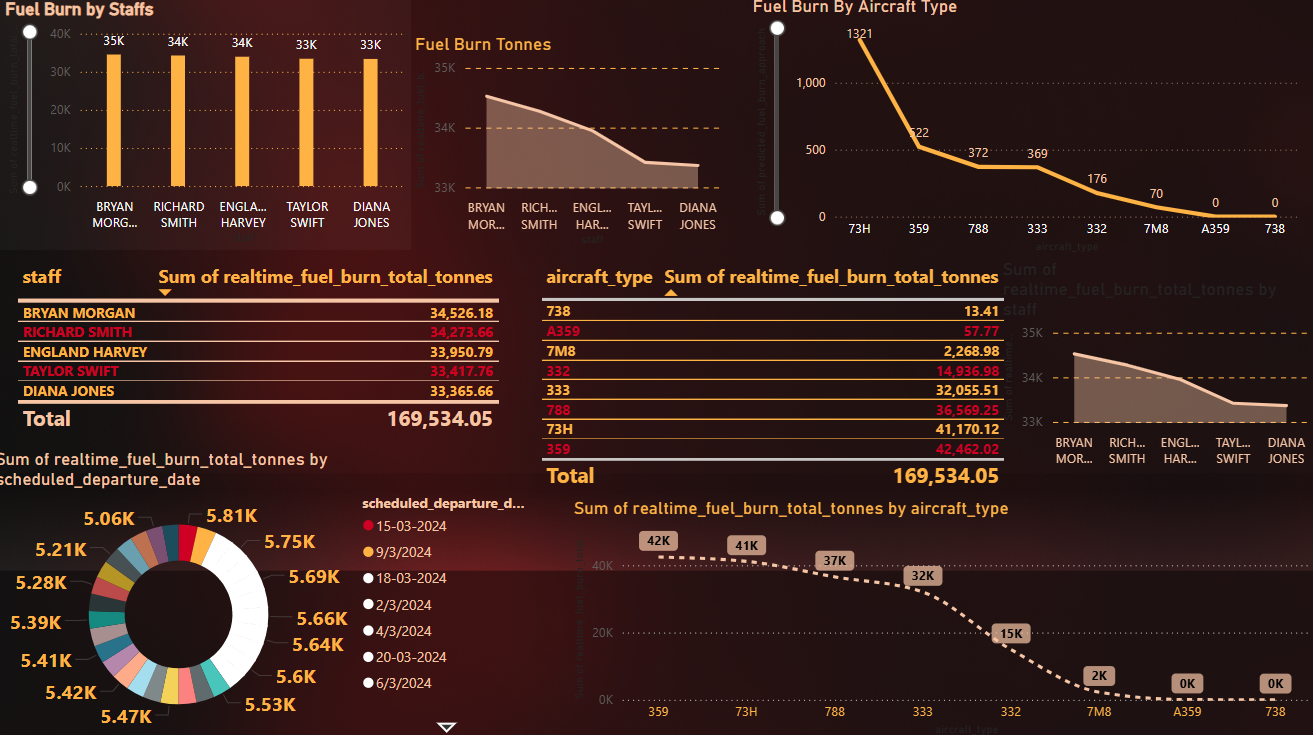 Fuel Burn by Staffs
40K
30K
20K
10K
0K
35K
34K
34K
33K
33K
BRYAN
MORG...
RICHARD
SMITH
ENGLA...
HARVEY
TAYLOR
SWIFT
DIANA
JONES
staff
Fuel Burn Tonnes
35K
34K
33K
BRYAN
MOR...
RICH...
SMITH
ENGL...
HAR...
TAYL...
SWIFT
DIANA
JONES
staff
Fuel Burn By Aircraft Type
Sum of predicted_fuel_burn_approach
1,000
500
0
1321
522
372
369
176
70
0
0
73H
359
788
333
332
7M8
A359
738
aircraft_type
staff Sum of realtime_fuel_burn_total_tonnes
BRYAN MORGAN 34,526.18
RICHARD SMITH 34,273.66
ENGLAND HARVEY 33,950.79
TAYLOR SWIFT 33,417.76
DIANA JONES 33,365.66
Total 169,534.05
aircraft_type Sum of realtime_fuel_burn_total_tonnes
738 13.41
A359 57.77
7M8 2,268.98
332 14,936.98
333 32,055.51
788 36,569.25
73H 41,170.12
359 42,462.02
Total 169,534.05
Sum of
realtime_fuel_burn_total_tonnes by
staff
35K
34K
33K
BRYAN
MOR...
RICH...
SMITH
ENGL...
HAR...
TAYL...
SWIFT
DIANA
JONES
Sum of realtime_fuel_burn_total_tonnes by
scheduled_departure_date
5.81K
5.75K
5.69K
5.66K
5.64K
5.6K
5.53K
5.47K
5.42K
5.41K
5.39K
5.28K
5.21K
5.06K
scheduled_departure_d...
15-03-2024
9/3/2024
18-03-2024
2/3/2024
4/3/2024
20-03-2024
6/3/2024
Sum of realtime_fuel_burn_total_tonnes by aircraft_type
40K
20K
0K
42K
41K
37K
32K
15K
2K
0K
0K
359
73H
788
333
332
7M8
A359
738
aircraft_type